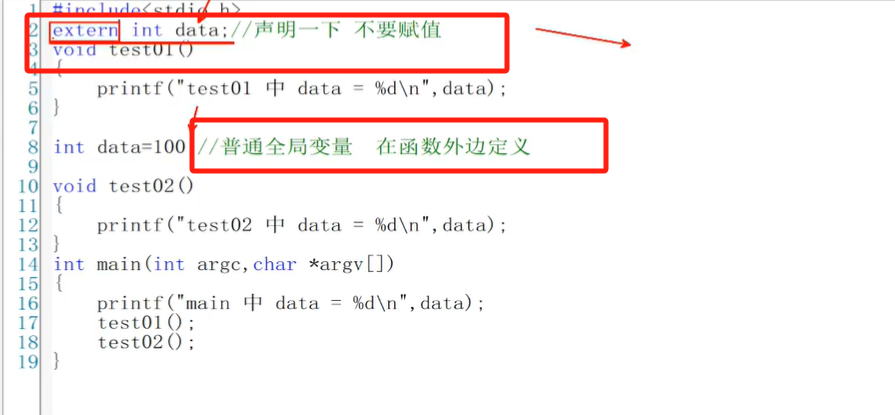 1 #include<stdio.h>
2 extern int data;//声明一下 不要赋值
3 void test01()
4 {
5 printf("test01 中 data = %d\n",data);
6 }
7
8 int data=100 //普通全局变量 在函数外边定义
9
10 void test02()
11 {
12 printf("test02 中 data = %d\n",data);
13 }
14 int main(int argc,char *argv[])
15 {
16 printf("main 中 data = %d\n",data);
17 test01();
18 test02();
19 }